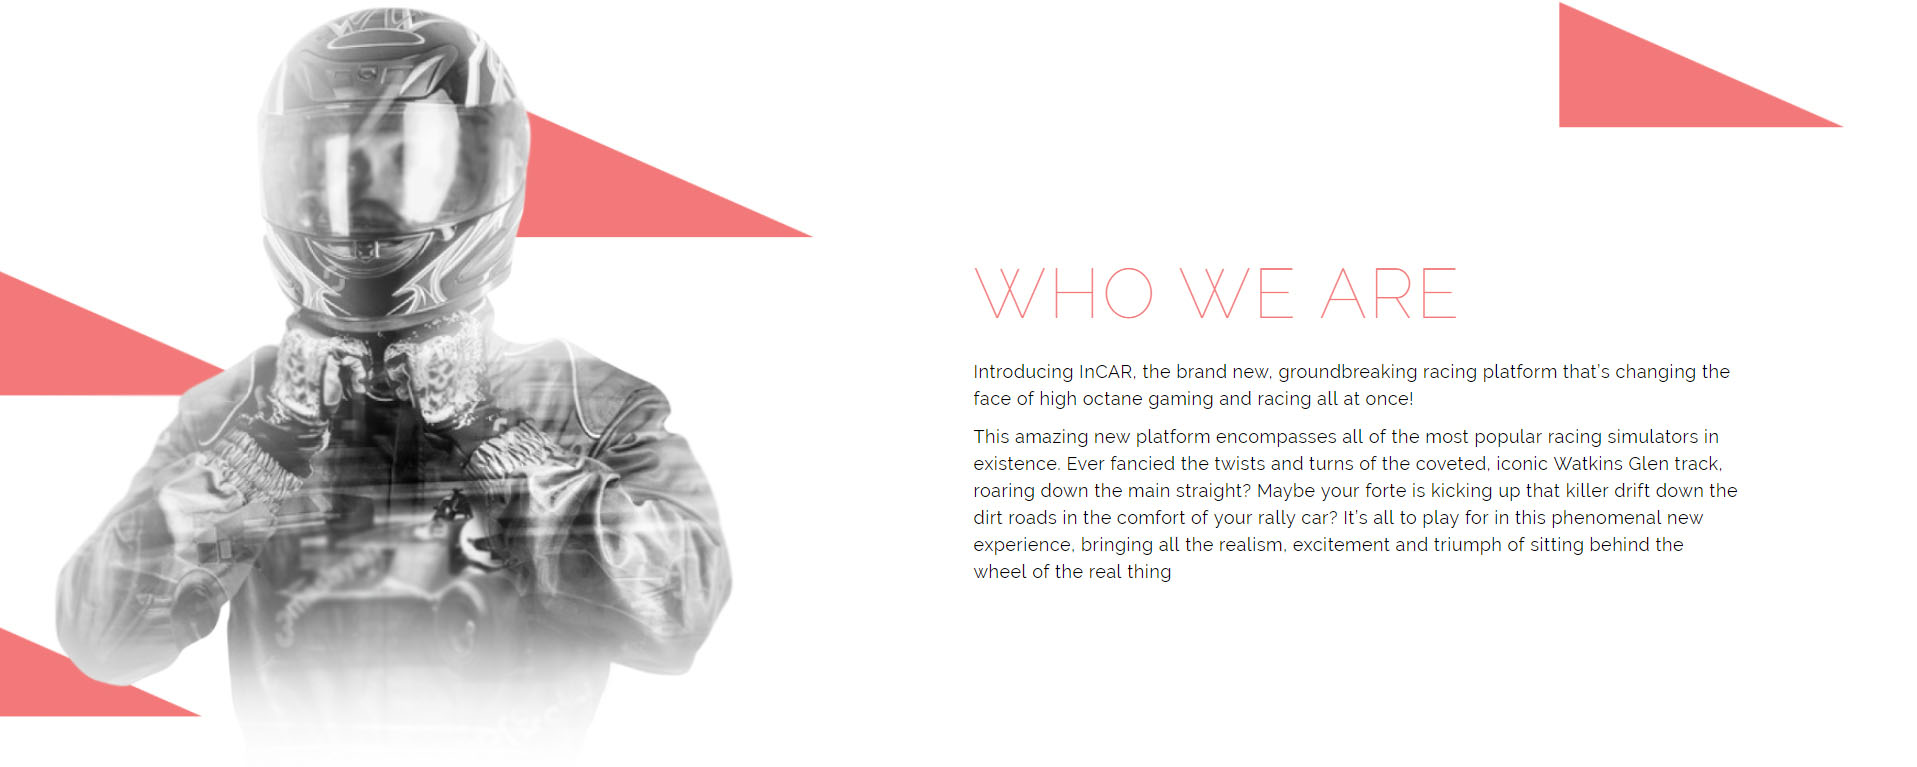 WHO WE ARE
Introducing InCAR, the brand new, groundbreaking racing platform that's changing the
face of high octane gaming and racing all at once!
This amazing new platform encompasses all of the most popular racing simulators in
existence. Ever fancied the twists and turns of the coveted, iconic Watkins Glen track,
roaring down the main straight? Maybe your forte is kicking up that killer drift down the
dirt roads in the comfort of your rally car? It's all to play for in this phenomenal new
experience, bringing all the realism, excitement and triumph of sitting behind the
wheel of the real thing